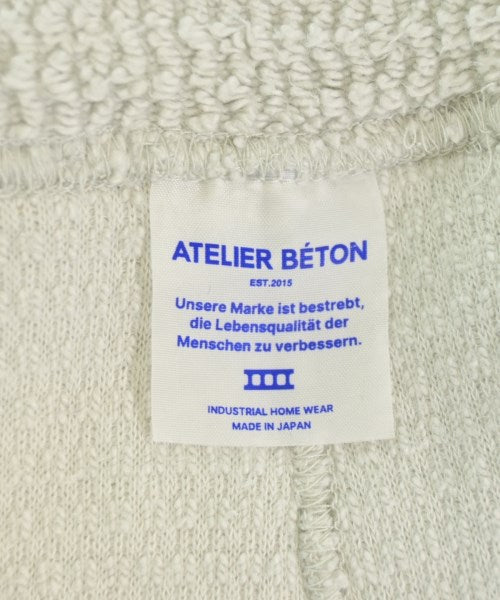 ATELIER BÉTON
EST.2015
Unsere Marke ist bestrebt,
die Lebensqualität der
Menschen zu verbessern.
INDUSTRIAL HOME WEAR
MADE IN JAPAN